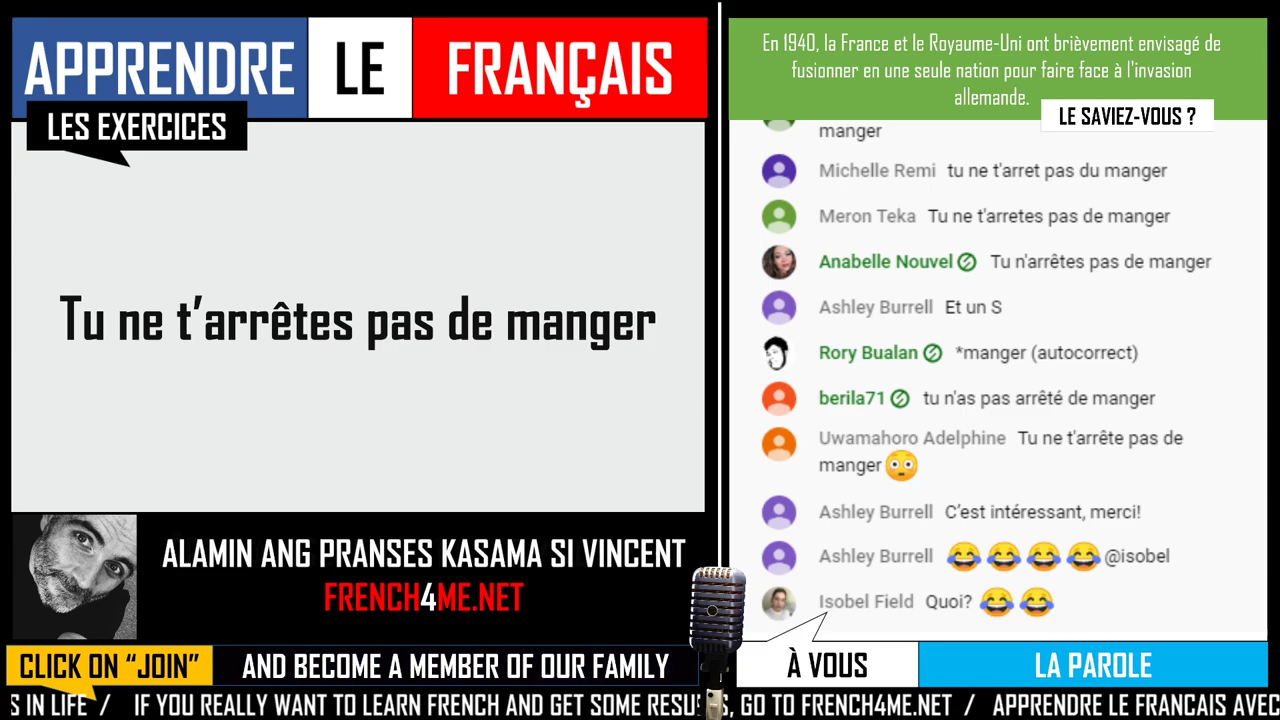 APPRENDRE LE FRANÇAIS
LES EXERCICES
Tu ne t’arrêtes pas de manger
ALAMIN ANG PRANSES KASAMA SI VINCENT
FRENCH4ME.NET
CLICK ON “JOIN” AND BECOME A MEMBER OF OUR FAMILY
En 1940, la France et le Royaume-Uni ont brièvement envisagé de
fusionner en une seule nation pour faire face à l'invasion
allemande.
LE SAVIEZ-VOUS ?
manger
Michelle Remi tu ne t'arret pas du manger
Meron Teka Tu ne t'arretes pas de manger
Anabelle Nouvel Tu n'arrêtes pas de manger
Ashley Burrell Et un S
Rory Bualan *manger (autocorrect)
berila71 tu n'as pas arrété de manger
Uwamahoro Adelphine Tu ne t'arrête pas de
manger 😳
Ashley Burrell C'est intéressant, merci!
Ashley Burrell 😂😂😂😂@isobel
Isobel Field Quoi? 😂😂
À VOUS LA PAROLE
S IN LIFE / IF YOU REALLY WANT TO LEARN FRENCH AND GET SOME RESU S, GO TO FRENCH4ME.NET / APPRENDRE LE FRANCAIS AVEC